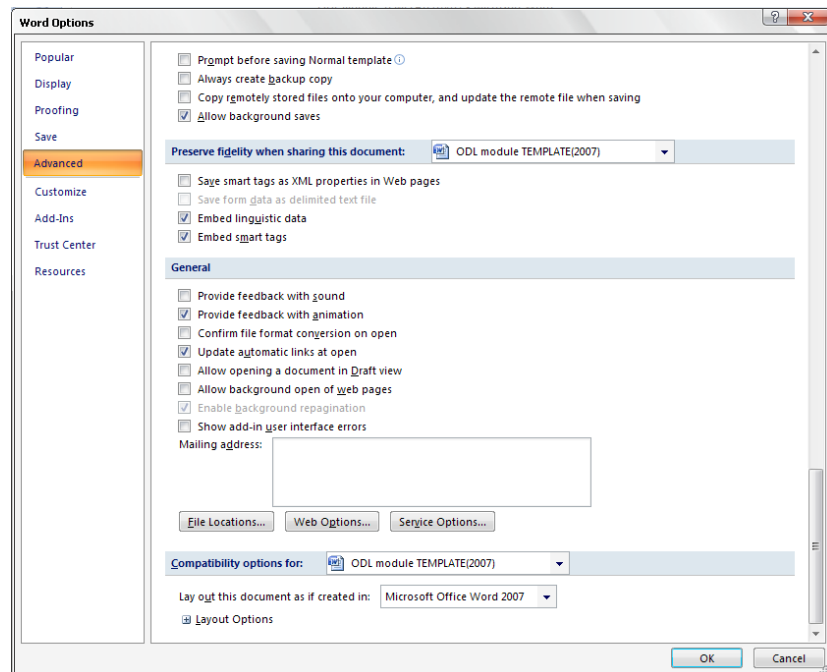 Word Options
Popular
Display
Proofing
Save
Advanced
Customize
Add-Ins
Trust Center
Resources
Prompt before saving Normal template
Always create backup copy
Copy remotely stored files onto your computer, and update the remote file when saving
Allow background saves
Preserve fidelity when sharing this document: ODL module TEMPLATE(2007)
Save smart tags as XML properties in Web pages
Save form data as delimited text file
Embed linguistic data
Embed smart tags
General
Provide feedback with sound
Provide feedback with animation
Confirm file format conversion on open
Update automatic links at open
Allow opening a document in Draft view
Allow background open of web pages
Enable background repagination
Show add-in user interface errors
Mailing address:
File Locations... Web Options... Service Options...
Compatibility options for: ODL module TEMPLATE(2007)
Lay out this document as if created in: Microsoft Office Word 2007
Layout Options
OK Cancel